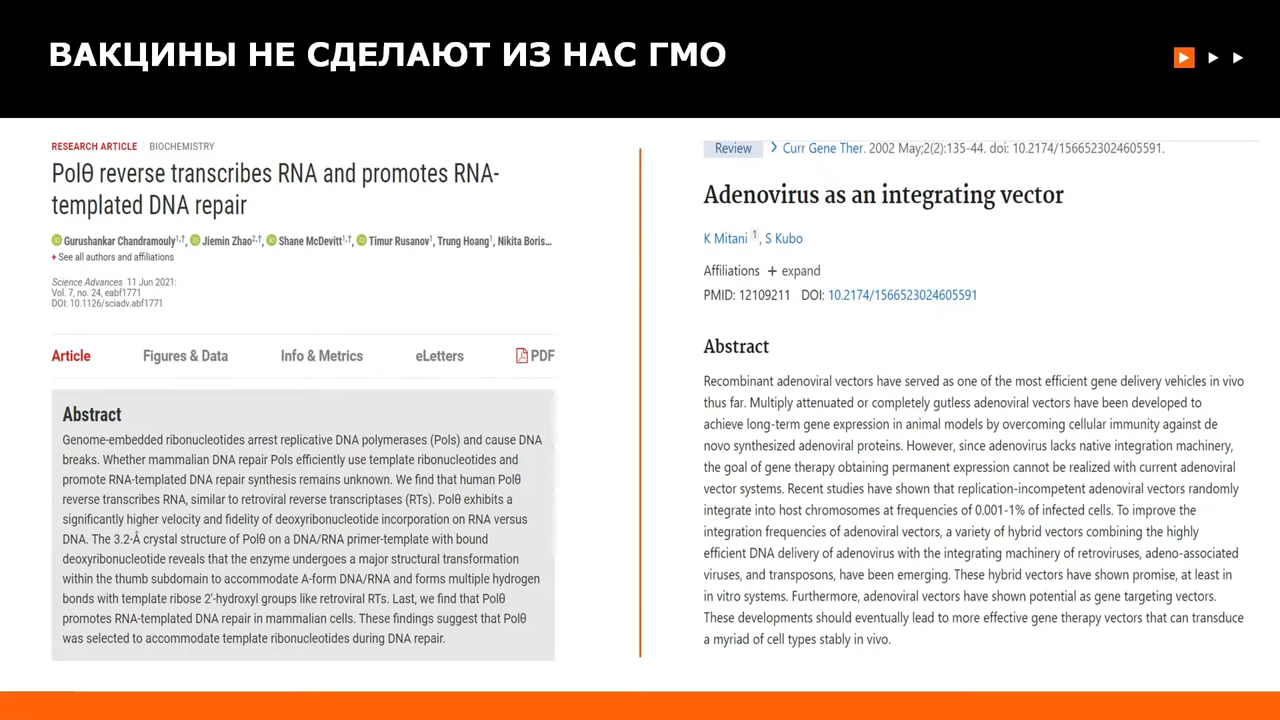 ВАКЦИНЫ НЕ СДЕЛАЮТ ИЗ НАС ГМО
RESEARCH ARTICLE BIOCHEMISTRY
Polθ reverse transcribes RNA and promotes RNA-
templated DNA repair
Gurushankar Chandramouly1,†, Jiemin Zhao2,†, Shane McDevitt1,†, Timur Rusanov1, Trung Hoang1, Nikita Boris...
+ See all authors and affiliations
Science Advances 11 Jun 2021:
Vol. 7, no. 24, eabf1771
DOI: 10.1126/sciadv.abf1771
Article Figures & Data Info & Metrics eLetters PDF
Abstract
Genome-embedded ribonucleotides arrest replicative DNA polymerases (Pols) and cause DNA
breaks. Whether mammalian DNA repair Pols efficiently use template ribonucleotides and
promote RNA-templated DNA repair synthesis remains unknown. We find that human Polθ
reverse transcribes RNA, similar to retroviral reverse transcriptases (RTs). Polθ exhibits a
significantly higher velocity and fidelity of deoxyribonucleotide incorporation on RNA versus
DNA. The 3.2-Å crystal structure of Polθ on a DNA/RNA primer-template with bound
deoxyribonucleotide reveals that the enzyme undergoes a major structural transformation
within the thumb subdomain to accommodate A-form DNA/RNA and forms multiple hydrogen
bonds with template ribose 2′-hydroxyl groups like retroviral RTs. Last, we find that Polθ
promotes RNA-templated DNA repair in mammalian cells. These findings suggest that Polθ
was selected to accommodate template ribonucleotides during DNA repair.
Review > Curr Gene Ther. 2002 May;2(2):135-44. doi: 10.2174/1566523024605591.
Adenovirus as an integrating vector
K Mitani 1, S Kubo
Affiliations + expand
PMID: 12109211 DOI: 10.2174/1566523024605591
Abstract
Recombinant adenoviral vectors have served as one of the most efficient gene delivery vehicles in vivo
thus far. Multiply attenuated or completely gutless adenoviral vectors have been developed to
achieve long-term gene expression in animal models by overcoming cellular immunity against de
novo synthesized adenoviral proteins. However, since adenovirus lacks native integration machinery,
the goal of gene therapy obtaining permanent expression cannot be realized with current adenoviral
vector systems. Recent studies have shown that replication-incompetent adenoviral vectors randomly
integrate into host chromosomes at frequencies of 0.001-1% of infected cells. To improve the
integration frequencies of adenoviral vectors, a variety of hybrid vectors combining the highly
efficient DNA delivery of adenovirus with the integrating machinery of retroviruses, adeno-associated
viruses, and transposons, have been emerging. These hybrid vectors have shown promise, at least in
in vitro systems. Furthermore, adenoviral vectors have shown potential as gene targeting vectors.
These developments should eventually lead to more effective gene therapy vectors that can transduce
a myriad of cell types stably in vivo.